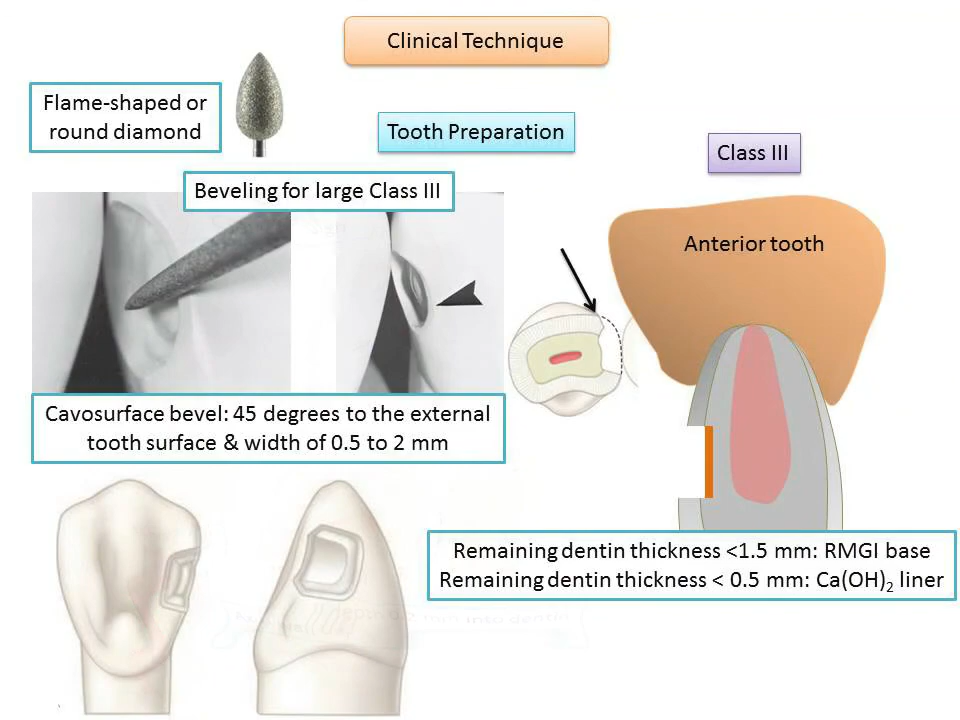 Clinical Technique
Flame-shaped or
round diamond
Tooth Preparation
Class III
Beveling for large Class III
Anterior tooth
Cavosurface bevel: 45 degrees to the external
tooth surface & width of 0.5 to 2 mm
Remaining dentin thickness <1.5 mm: RMGI base
Remaining dentin thickness < 0.5 mm: Ca(OH)₂ liner